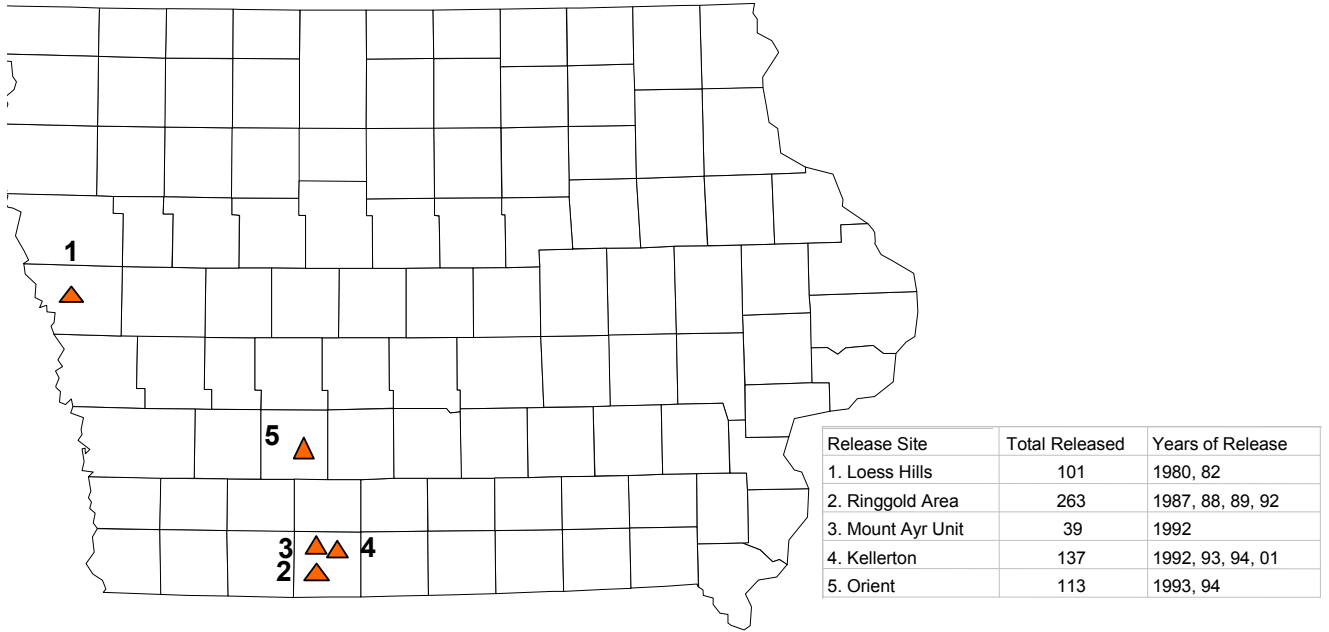 1
5
3
4
2
Release Site Total Released Years of Release
1. Loess Hills 101 1980, 82
2. Ringgold Area 263 1987, 88, 89, 92
3. Mount Ayr Unit 39 1992
4. Kellerton 137 1992, 93, 94, 01
5. Orient 113 1993, 94